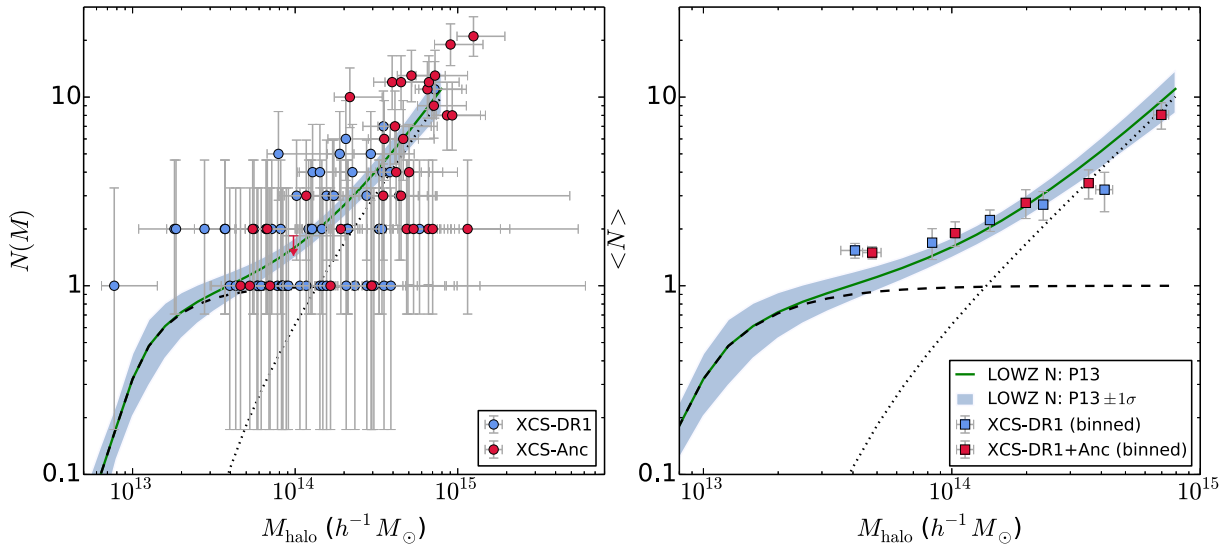 10
1
0.1
N(M)
10^13
10^14
10^15
M_halo (h^−1 M_⊙)
XCS-DR1
XCS-Anc
10
1
0.1
<N>
10^13
10^14
10^15
M_halo (h^−1 M_⊙)
LOWZ N: P13
LOWZ N: P13 ±1σ
XCS-DR1 (binned)
XCS-DR1+Anc (binned)